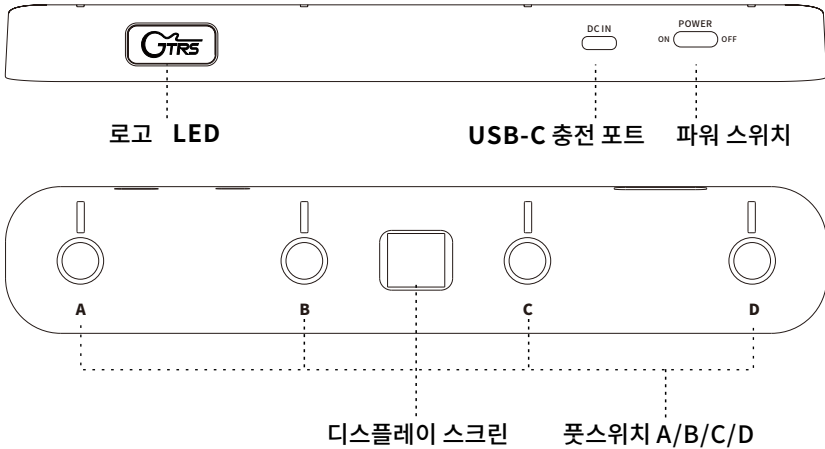 GTRS
DC IN
POWER
ON OFF
로고 LED
USB-C 충전 포트
파워 스위치
A
B
C
D
디스플레이 스크린
풋스위치 A/B/C/D